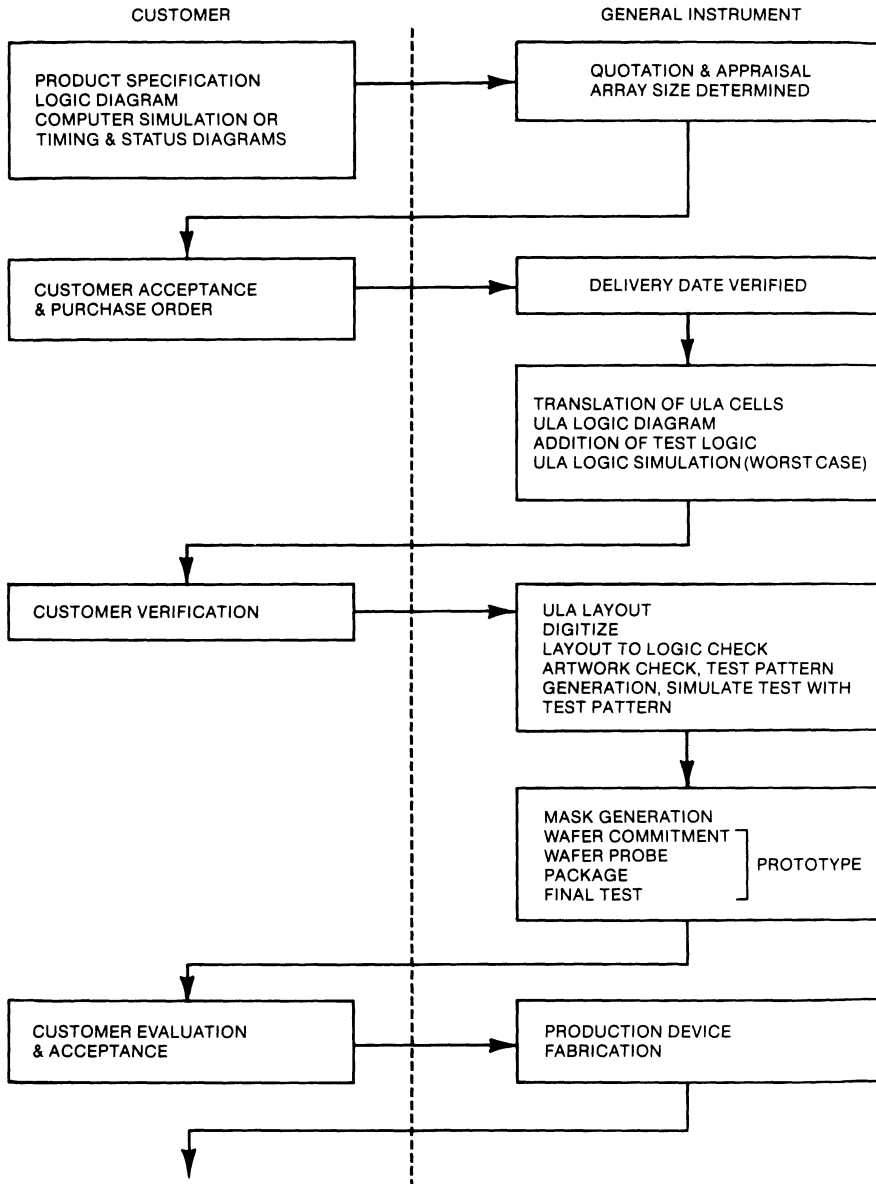 CUSTOMER
GENERAL INSTRUMENT
PRODUCT SPECIFICATION
LOGIC DIAGRAM
COMPUTER SIMULATION OR
TIMING & STATUS DIAGRAMS
QUOTATION & APPRAISAL
ARRAY SIZE DETERMINED
CUSTOMER ACCEPTANCE
& PURCHASE ORDER
DELIVERY DATE VERIFIED
TRANSLATION OF ULA CELLS
ULA LOGIC DIAGRAM
ADDITION OF TEST LOGIC
ULA LOGIC SIMULATION (WORST CASE)
CUSTOMER VERIFICATION
ULA LAYOUT
DIGITIZE
LAYOUT TO LOGIC CHECK
ARTWORK CHECK, TEST PATTERN
GENERATION, SIMULATE TEST WITH
TEST PATTERN
MASK GENERATION
WAFER COMMITMENT
WAFER PROBE
PACKAGE
FINAL TEST
PROTOTYPE
CUSTOMER EVALUATION
& ACCEPTANCE
PRODUCTION DEVICE
FABRICATION